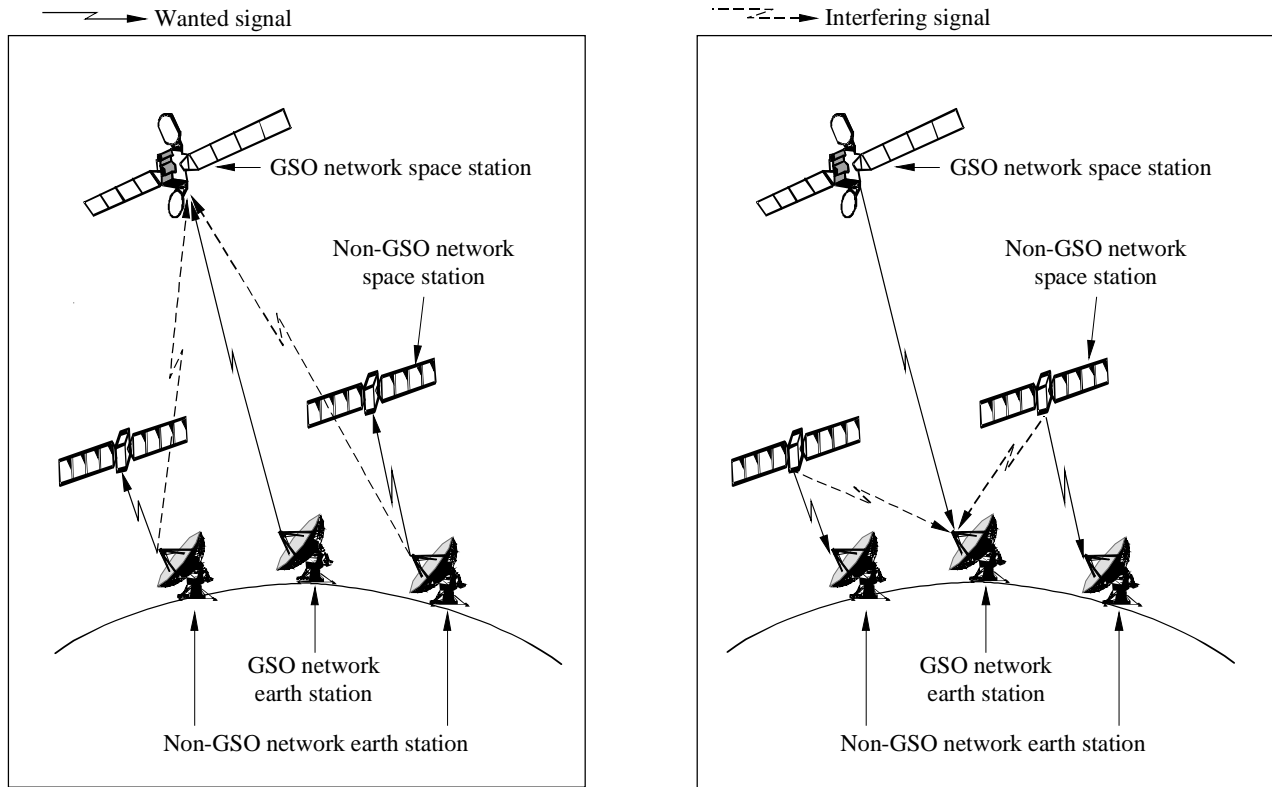 Wanted signal
Interfering signal
GSO network space station
Non-GSO network
space station
GSO network
earth station
Non-GSO network earth station
GSO network space station
Non-GSO network
space station
GSO network
earth station
Non-GSO network earth station